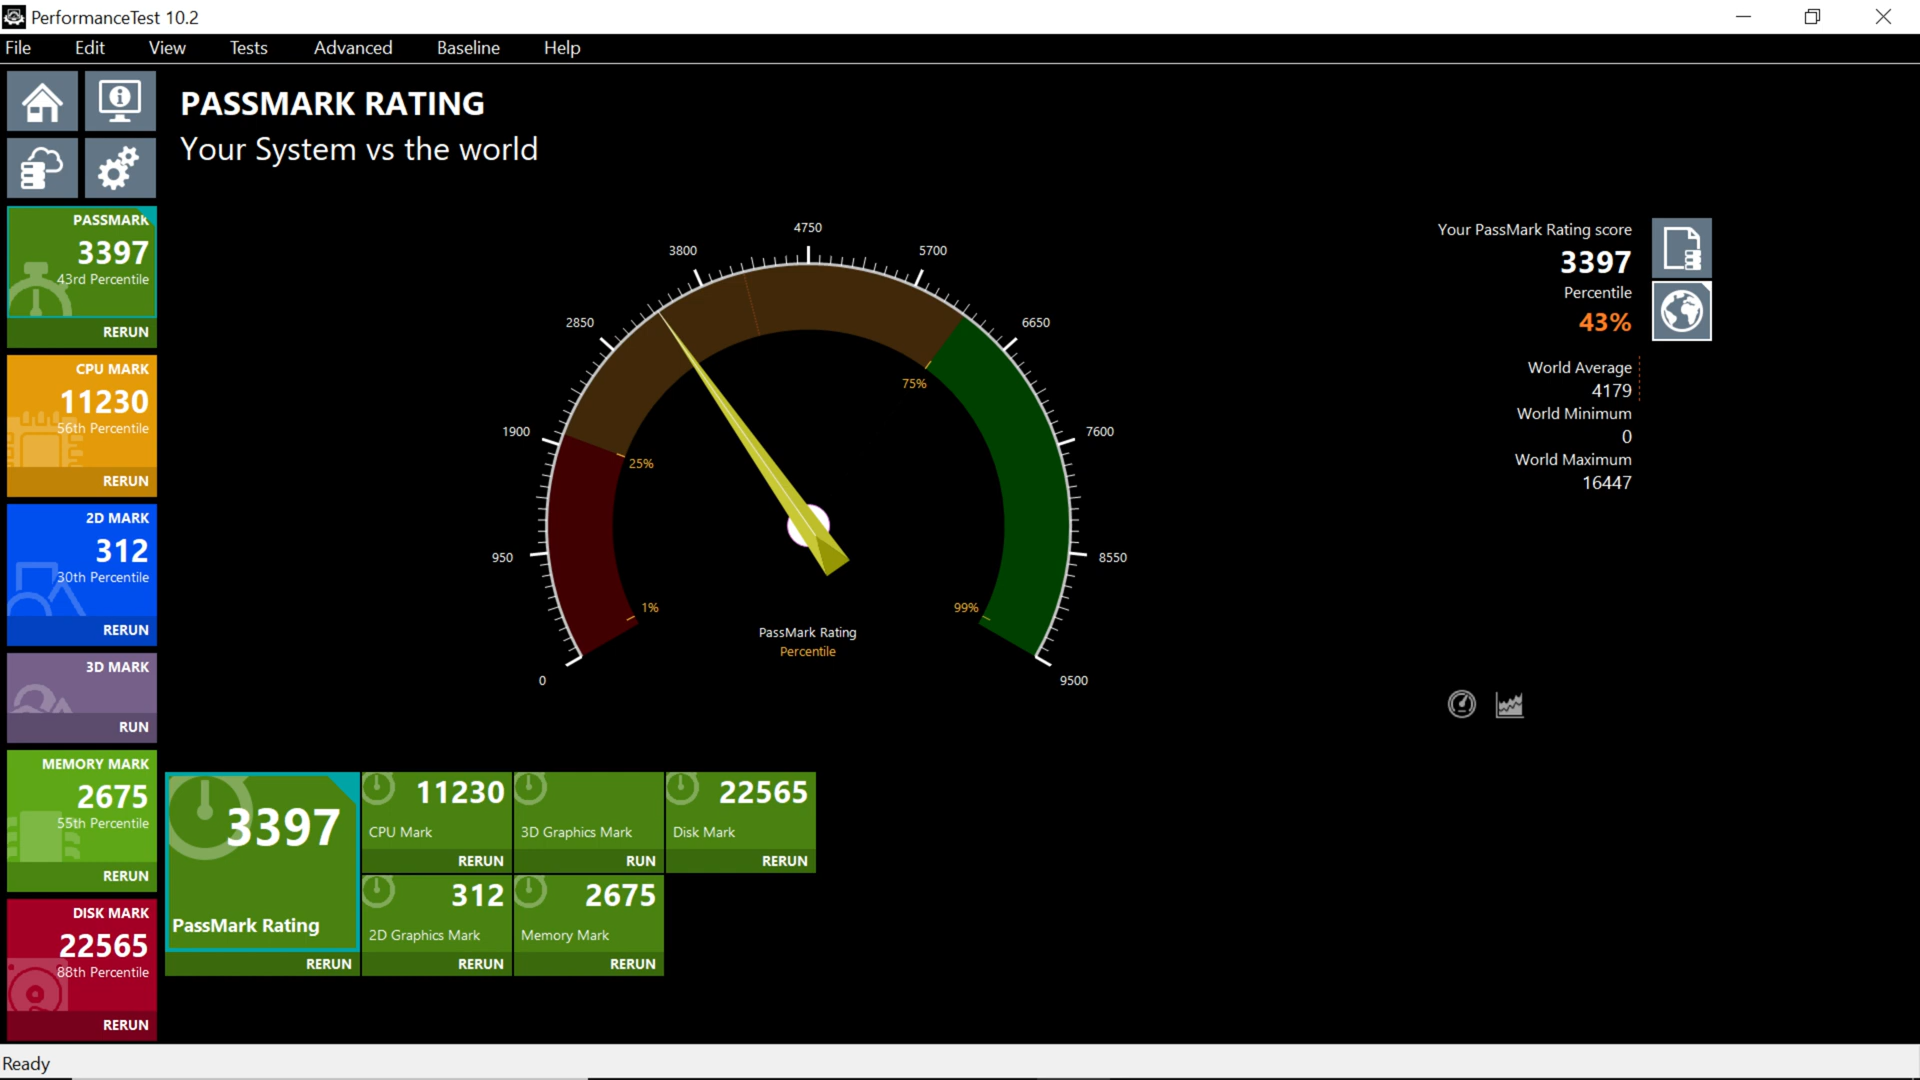 PerformanceTest 10.2
File Edit View Tests Advanced Baseline Help
PASSMARK RATING
Your System vs the world
PASSMARK
3397
43rd Percentile
RERUN
CPU MARK
11230
56th Percentile
RERUN
2D MARK
312
30th Percentile
RERUN
3D MARK
RUN
MEMORY MARK
2675
55th Percentile
RERUN
DISK MARK
22565
88th Percentile
RERUN
0
950
1900
2850
3800
4750
5700
6650
7600
8550
9500
1%
25%
75%
99%
PassMark Rating
Percentile
Your PassMark Rating score
3397
Percentile
43%
World Average
4179
World Minimum
0
World Maximum
16447
3397
PassMark Rating
RERUN
11230
CPU Mark
RERUN
3D Graphics Mark
RUN
22565
Disk Mark
RERUN
312
2D Graphics Mark
RERUN
2675
Memory Mark
RERUN
Ready